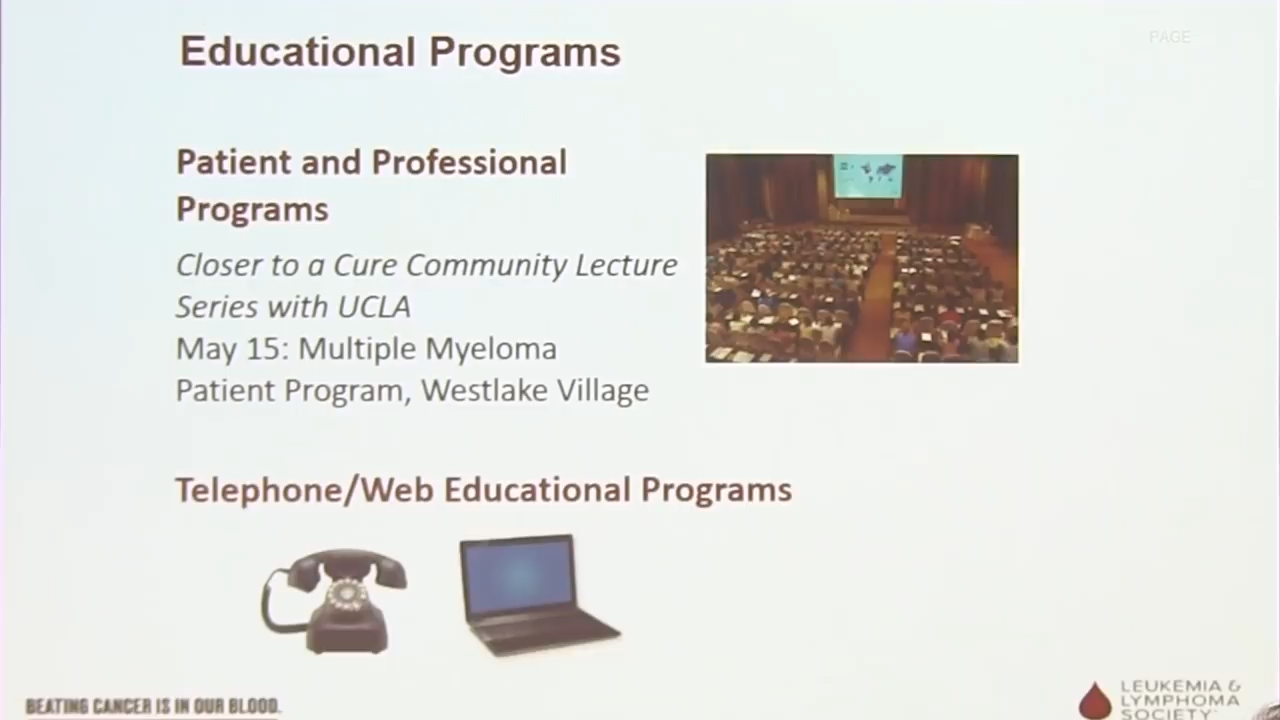 PAGE
Educational Programs
Patient and Professional
Programs
Closer to a Cure Community Lecture
Series with UCLA
May 15: Multiple Myeloma
Patient Program, Westlake Village
Telephone/Web Educational Programs
BEATING CANCER IS IN OUR BLOOD.
LEUKEMIA &
LYMPHOMA
SOCIETY